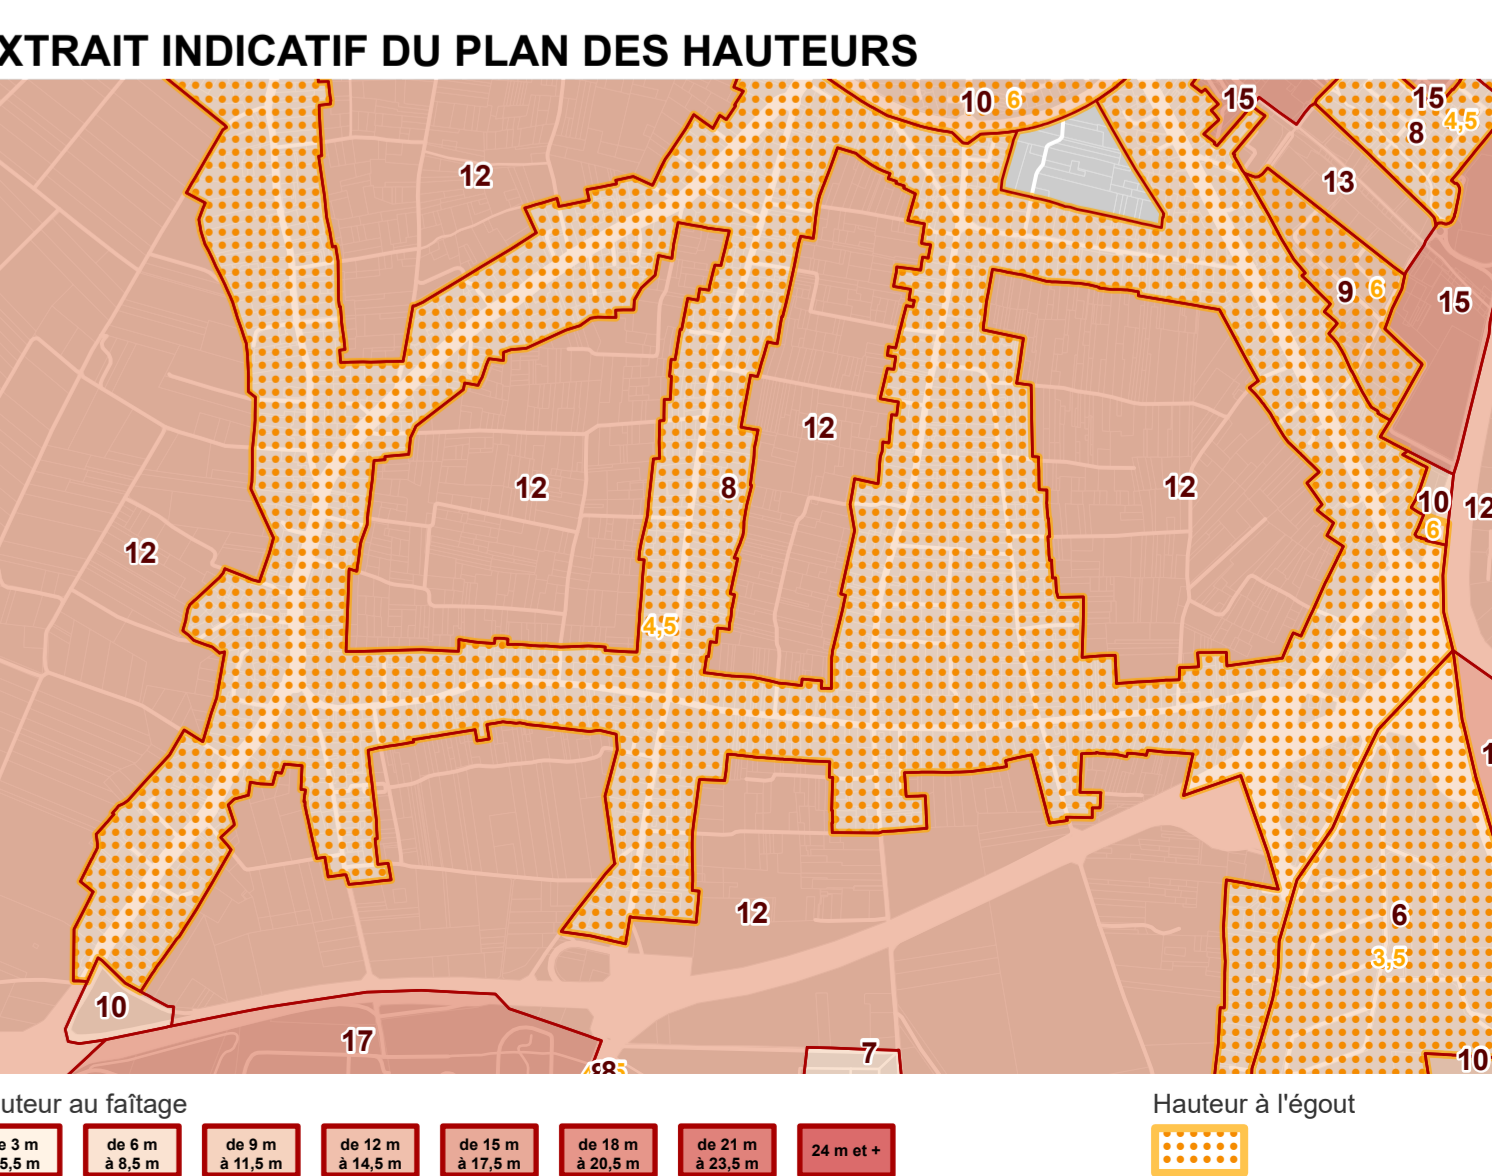 XTRAIT INDICATIF DU PLAN DES HAUTEURS
10 6
15
15
4,5
8
12
13
9 6
15
12
12
8
12
10
12
6
12
4,5
12
6
3,5
10
17
7
10
uteur au faîtage
Hauteur à l'égout
e 3 m
5,5 m
de 6 m
à 8,5 m
de 9 m
à 11,5 m
de 12 m
à 14,5 m
de 15 m
à 17,5 m
de 18 m
à 20,5 m
de 21 m
à 23,5 m
24 m et +